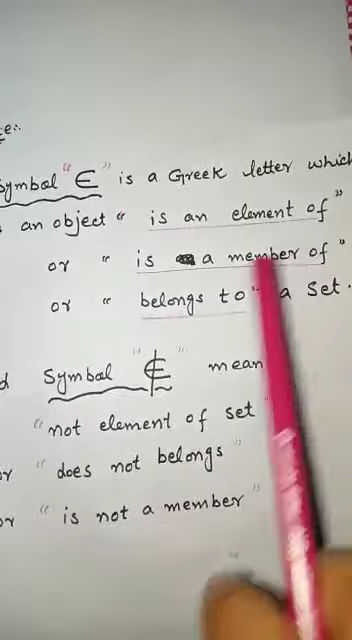 e:-
Symbol "∈" is a Greek letter which
an object " is an element of"
or " is a member of"
or " belongs to" a Set.
Symbol "∉" mean
"not element of set"
or "does not belongs"
or " is not a member"